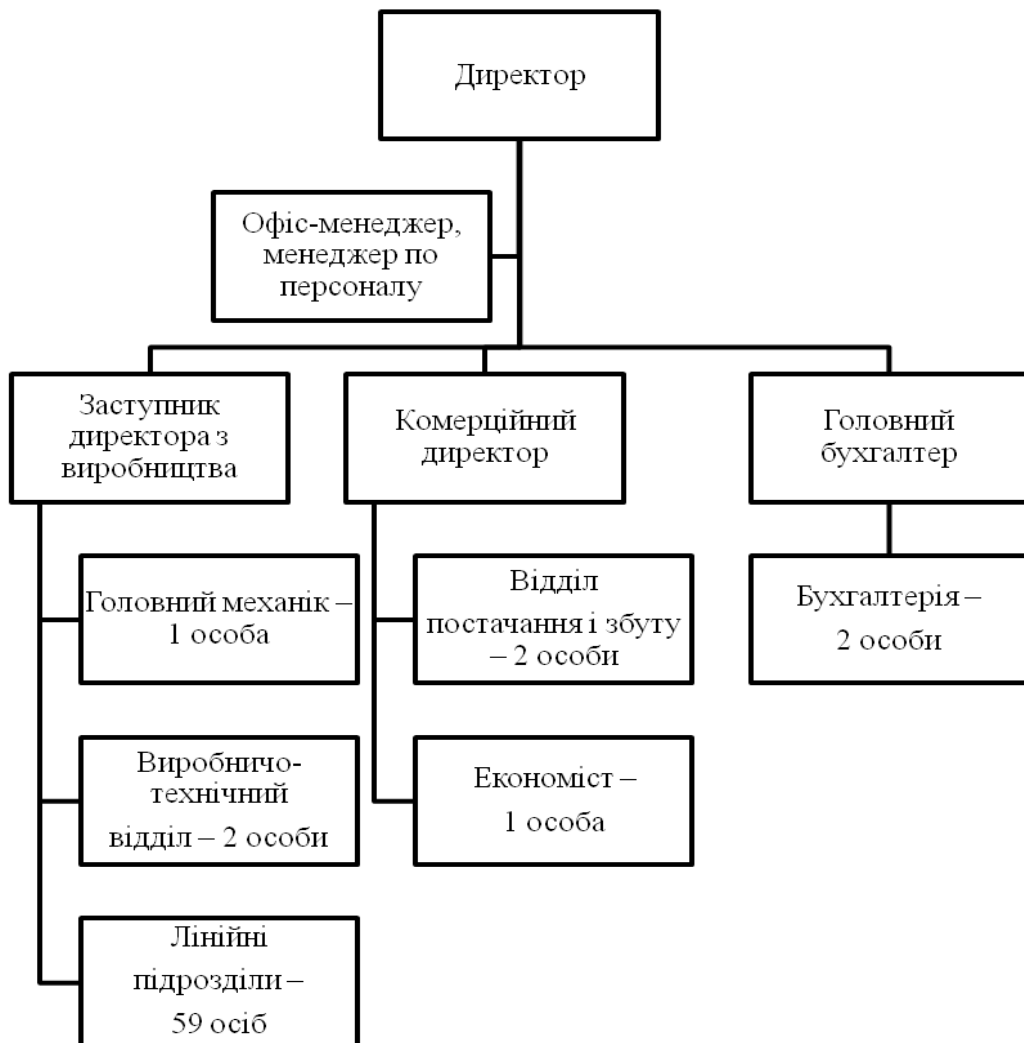 Директор
Офіс-менеджер,
менеджер по
персоналу
Заступник
директора з
виробництва
Комерційний
директор
Головний
бухгалтер
Головний механік –
1 особа
Відділ
постачання і збуту
– 2 особи
Бухгалтерія –
2 особи
Виробничо-
технічний
відділ – 2 особи
Економіст –
1 особа
Лінійні
підрозділи –
59 осіб